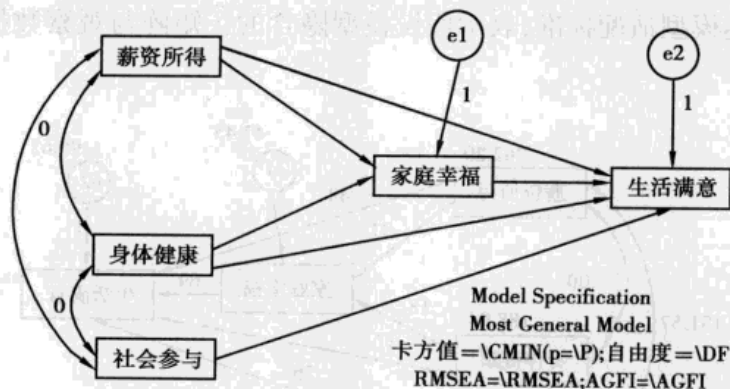 e1
e2
薪资所得
1
1
0
家庭幸福
生活满意
身体健康
0
社会参与
Model Specification
Most General Model
卡方值=\CMIN(p=\P);自由度=\DF
RMSEA=\RMSEA;AGFI=\AGFI